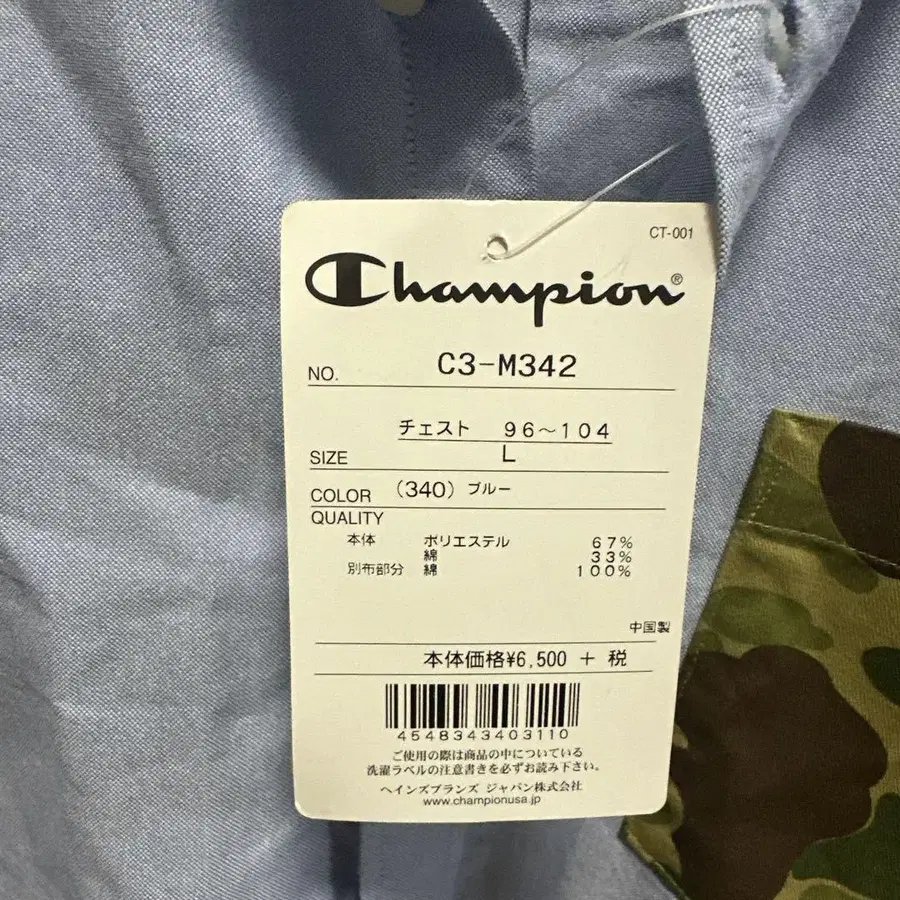 CT-001
Champion®
NO. C3-M342
チェスト 96～104
SIZE L
COLOR (340) ブルー
QUALITY
本体 ポリエステル 67%
綿 33%
別布部分 綿 100%
中国製
本体価格¥6,500 + 税
4548343403110
ご使用の際は商品の中についている
洗濯ラベルの注意書きを必ずお読み下さい。
ヘインズブランズ ジャパン株式会社
www.championusa.jp